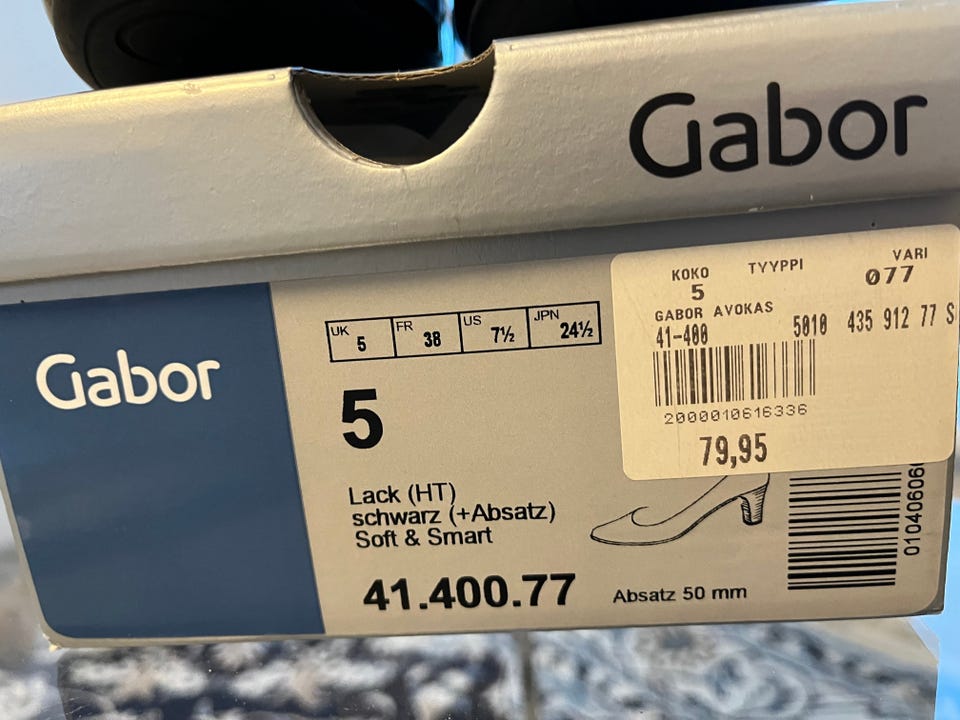 Gabor
Gabor
UK 5 FR 38 US 7½ JPN 24½
5
Lack (HT)
schwarz (+Absatz)
Soft & Smart
41.400.77
Absatz 50 mm
KOKO TYYPPI VARI
5 077
GABOR AVOKAS
41-400 5010 435 912 77 S
2000010616336
79,95
01040606